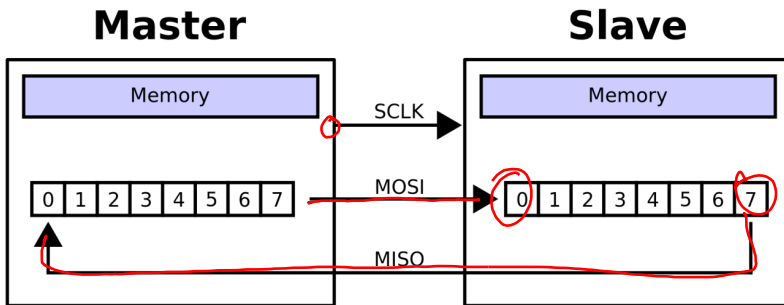 Master Slave
Memory Memory
SCLK
0 1 2 3 4 5 6 7 MOSI 0 1 2 3 4 5 6 7
MISO